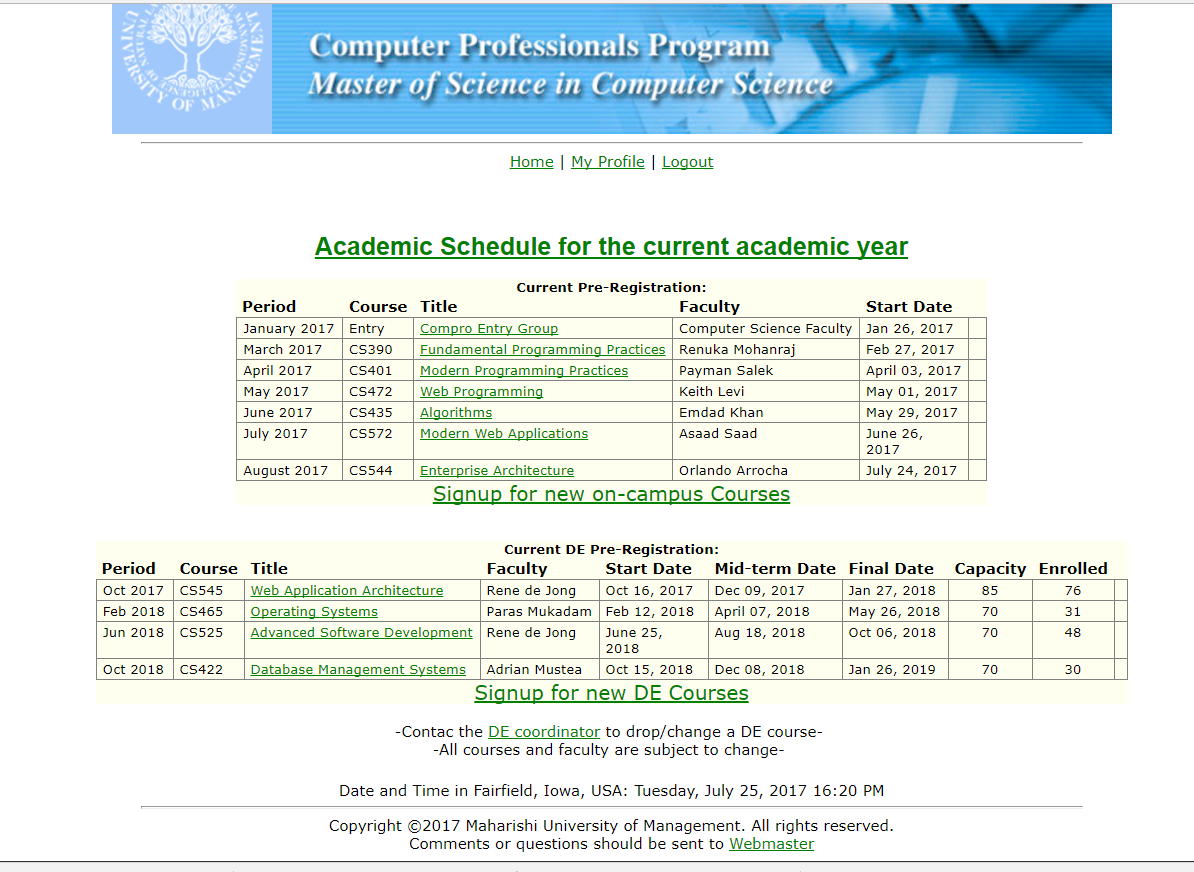 UNIVERSITY OF MANAGEMENT
Computer Professionals Program
Master of Science in Computer Science
Home | My Profile | Logout
Academic Schedule for the current academic year
Current Pre-Registration:
Period Course Title Faculty Start Date
January 2017 Entry Compro Entry Group Computer Science Faculty Jan 26, 2017
March 2017 CS390 Fundamental Programming Practices Renuka Mohanraj Feb 27, 2017
April 2017 CS401 Modern Programming Practices Payman Salek April 03, 2017
May 2017 CS472 Web Programming Keith Levi May 01, 2017
June 2017 CS435 Algorithms Emdad Khan May 29, 2017
July 2017 CS572 Modern Web Applications Asaad Saad June 26,
2017
August 2017 CS544 Enterprise Architecture Orlando Arrocha July 24, 2017
Signup for new on-campus Courses
Current DE Pre-Registration:
Period Course Title Faculty Start Date Mid-term Date Final Date Capacity Enrolled
Oct 2017 CS545 Web Application Architecture Rene de Jong Oct 16, 2017 Dec 09, 2017 Jan 27, 2018 85 76
Feb 2018 CS465 Operating Systems Paras Mukadam Feb 12, 2018 April 07, 2018 May 26, 2018 70 31
Jun 2018 CS525 Advanced Software Development Rene de Jong June 25, Aug 18, 2018 Oct 06, 2018 70 48
2018
Oct 2018 CS422 Database Management Systems Adrian Mustea Oct 15, 2018 Dec 08, 2018 Jan 26, 2019 70 30
Signup for new DE Courses
-Contac the DE coordinator to drop/change a DE course-
-All courses and faculty are subject to change-
Date and Time in Fairfield, Iowa, USA: Tuesday, July 25, 2017 16:20 PM
Copyright ©2017 Maharishi University of Management. All rights reserved.
Comments or questions should be sent to Webmaster